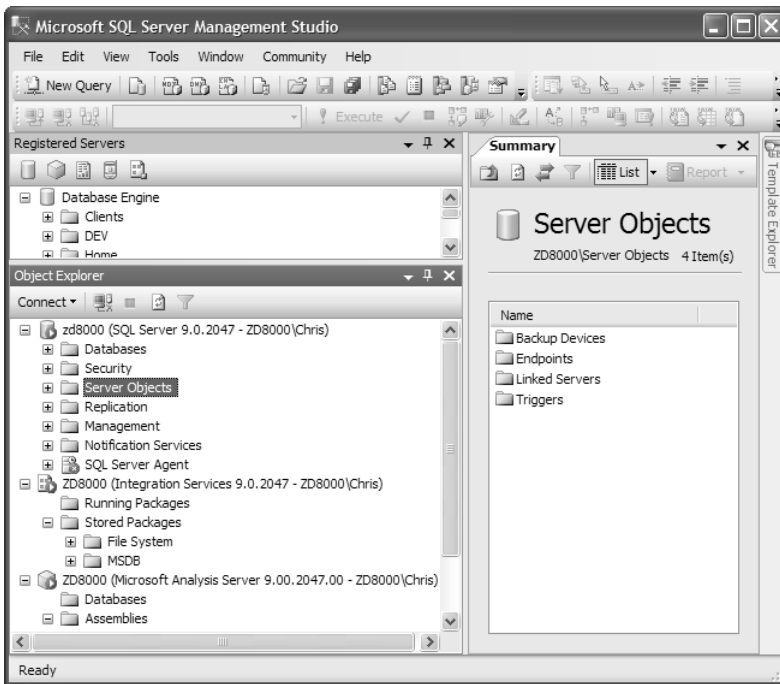 Microsoft SQL Server Management Studio
File Edit View Tools Window Community Help
New Query
Execute
Registered Servers
Database Engine
Clients
DEV
Home
Object Explorer
Connect
zd8000 (SQL Server 9.0.2047 - ZD8000\Chris)
Databases
Security
Server Objects
Replication
Management
Notification Services
SQL Server Agent
ZD8000 (Integration Services 9.0.2047 - ZD8000\Chris)
Running Packages
Stored Packages
File System
MSDB
ZD8000 (Microsoft Analysis Server 9.00.2047.00 - ZD8000\Chris)
Databases
Assemblies
Summary
List Report
Server Objects
ZD8000\Server Objects 4 Item(s)
Name
Backup Devices
Endpoints
Linked Servers
Triggers
Template Explorer
Ready